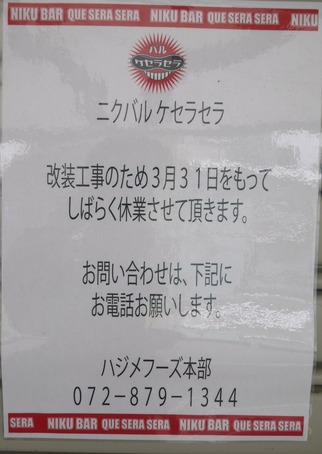 NIKU BAR QUE SERA SERA NIKU BAR QUE SERA SERA
バル
ケセラセラ
ニクバル ケセラセラ
改装工事のため３月３１日をもって
しばらく休業させて頂きます。
お問い合わせは、下記に
お電話お願いします。
ハジメフーズ本部
072-879-1344
SERA NIKU BAR QUE SERA SERA NIKU BAR QUE SERA SERA